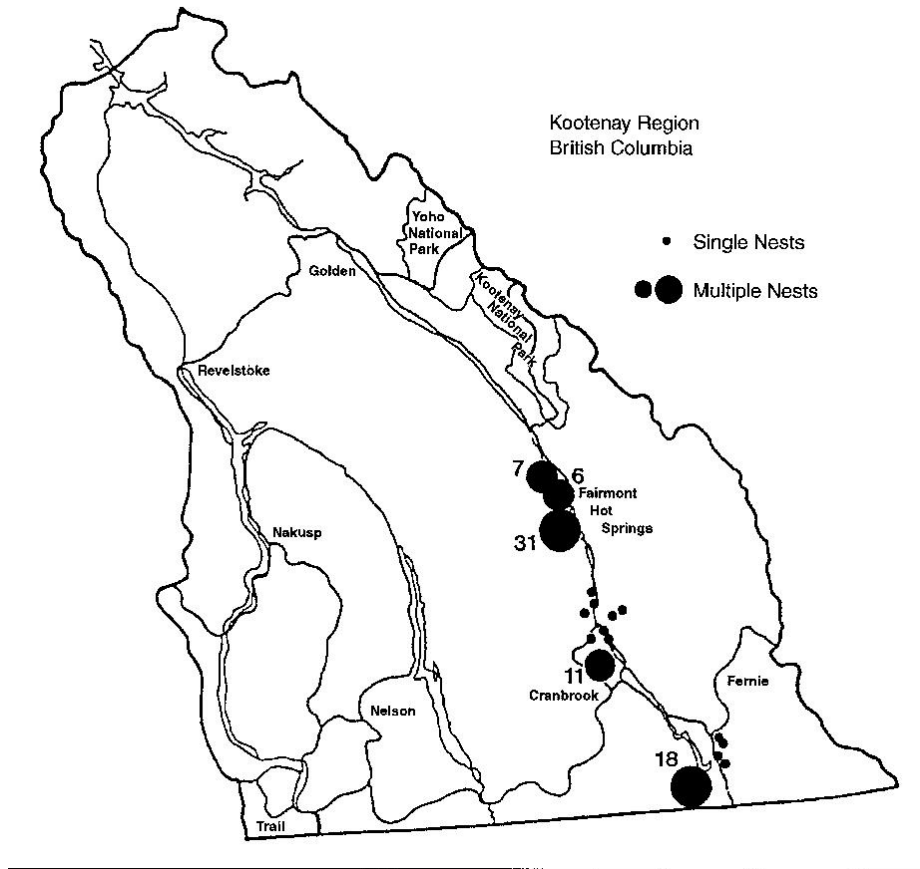 Kootenay Region
British Columbia
Yoho
National
Park
Single Nests
Golden
Kootenay
National
Park
Multiple Nests
Revelstoke
7
6
Fairmont
Hot
Springs
Nakusp
31
11
Cranbrook
Fernie
Nelson
18
Trail